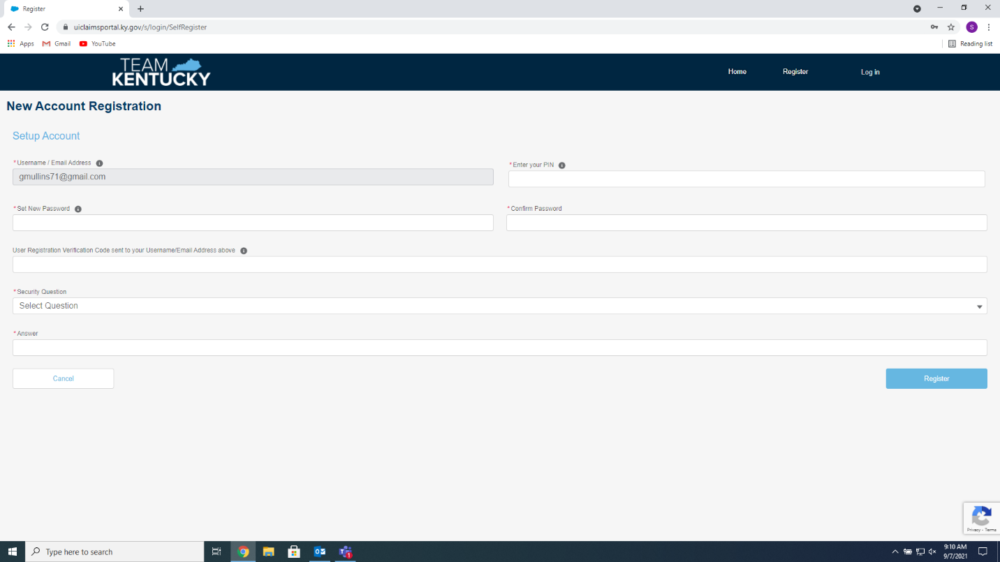 Register
uiclaimsportal.ky.gov/s/login/SelfRegister
S
Apps Gmail YouTube Reading list
TEAM
KENTUCKY
Home Register Log in
New Account Registration
Setup Account
*Username / Email Address
gmullins71@gmail.com
*Enter your PIN
*Set New Password
*Confirm Password
User Registration Verification Code sent to your Username/Email Address above
*Security Question
Select Question
*Answer
Cancel Register
Privacy - Terms
Type here to search
1
9:10 AM
9/7/2021